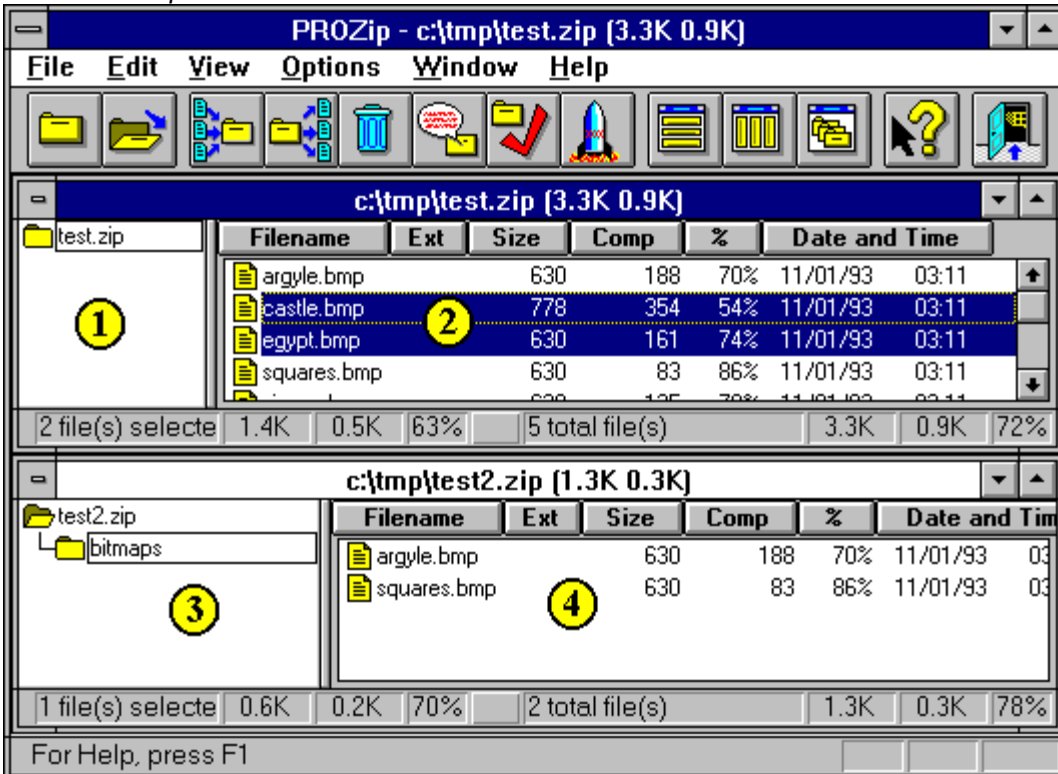 PROZip - c:\tmp\test.zip (3.3K 0.9K)
File Edit View Options Window Help
c:\tmp\test.zip (3.3K 0.9K)
test.zip
Filename Ext Size Comp % Date and Time
argyle.bmp 630 188 70% 11/01/93 03:11
castle.bmp 778 354 54% 11/01/93 03:11
egypt.bmp 630 161 74% 11/01/93 03:11
squares.bmp 630 83 86% 11/01/93 03:11
1
2
2 file(s) selecte 1.4K 0.5K 63% 5 total file(s) 3.3K 0.9K 72%
c:\tmp\test2.zip (1.3K 0.3K)
test2.zip
bitmaps
Filename Ext Size Comp % Date and Tim
argyle.bmp 630 188 70% 11/01/93 03
squares.bmp 630 83 86% 11/01/93 03
3
4
1 file(s) selecte 0.6K 0.2K 70% 2 total file(s) 1.3K 0.3K 78%
For Help, press F1